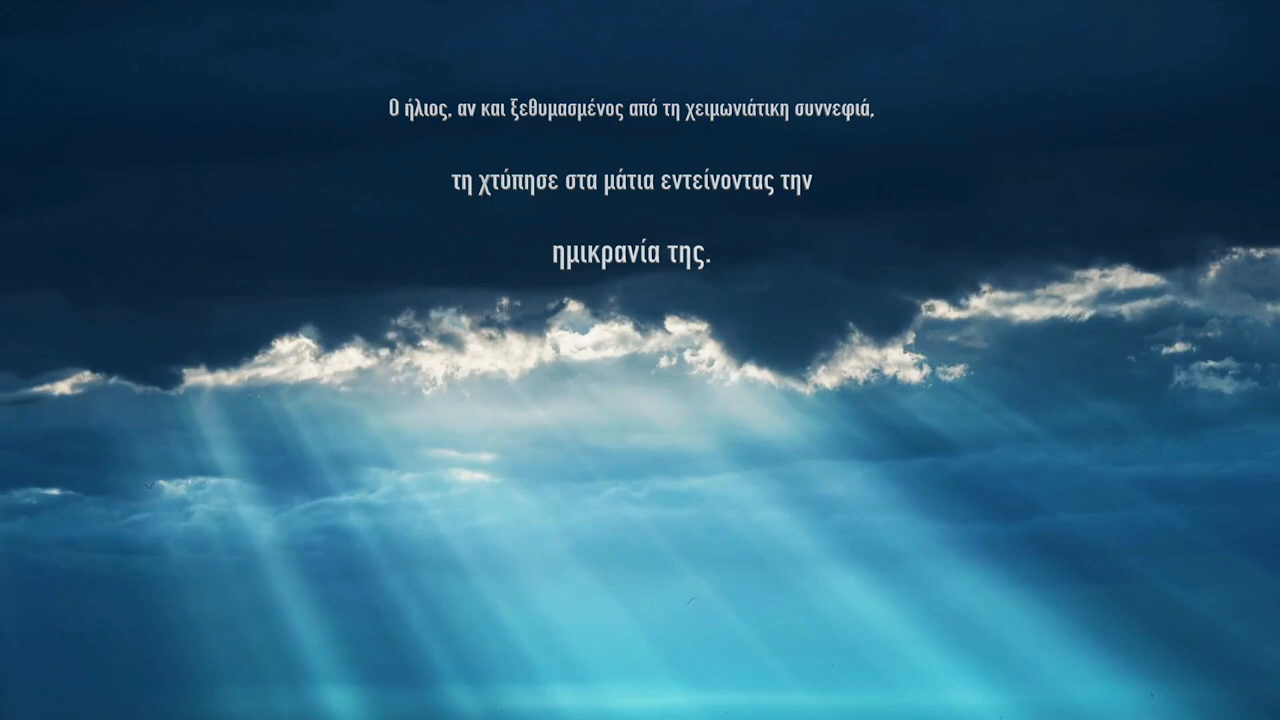 Ο ήλιος, αν και ξεθυμασμένος από τη χειμωνιάτικη συννεφιά,
τη χτύπησε στα μάτια εντείνοντας την
ημικρανία της.